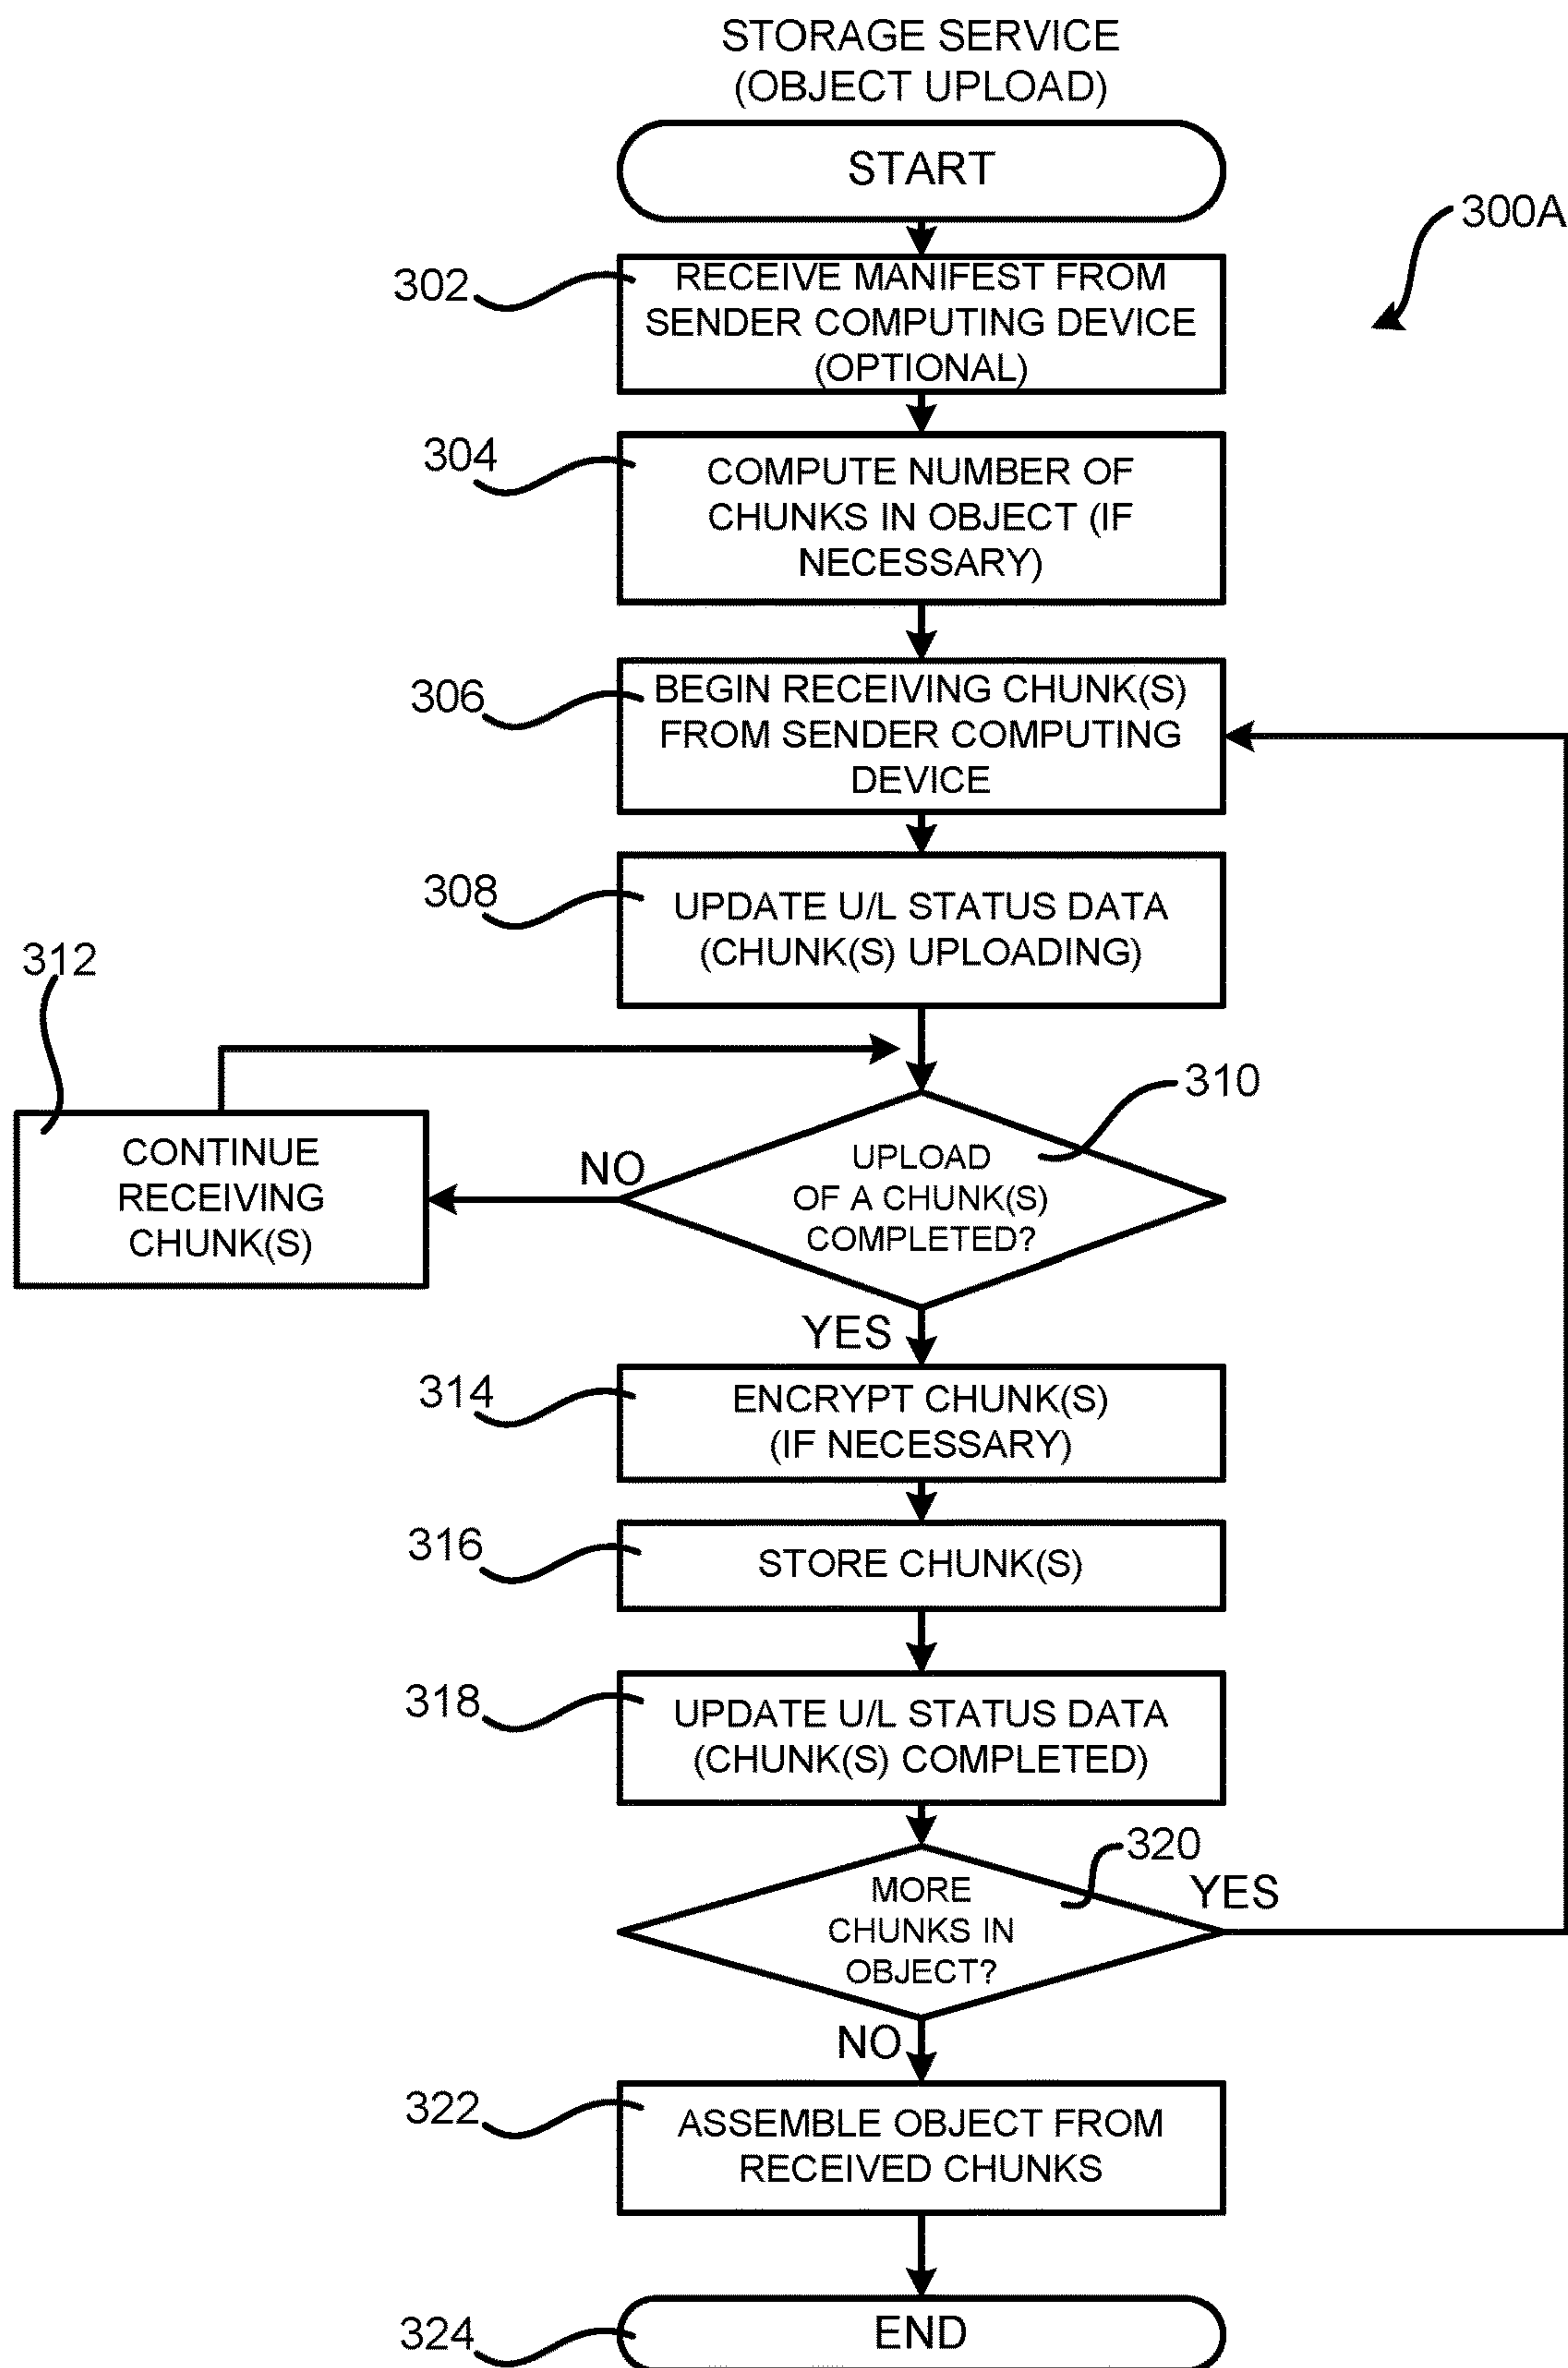 STORAGE SERVICE
(OBJECT UPLOAD)
START
300A
302
RECEIVE MANIFEST FROM
SENDER COMPUTING DEVICE
(OPTIONAL)
304
COMPUTE NUMBER OF
CHUNKS IN OBJECT (IF
NECESSARY)
306
BEGIN RECEIVING CHUNK(S)
FROM SENDER COMPUTING
DEVICE
308
UPDATE U/L STATUS DATA
(CHUNK(S) UPLOADING)
312
CONTINUE
RECEIVING
CHUNK(S)
NO
310
UPLOAD
OF A CHUNK(S)
COMPLETED?
YES
314
ENCRYPT CHUNK(S)
(IF NECESSARY)
316
STORE CHUNK(S)
318
UPDATE U/L STATUS DATA
(CHUNK(S) COMPLETED)
320
MORE
CHUNKS IN
OBJECT?
YES
NO
322
ASSEMBLE OBJECT FROM
RECEIVED CHUNKS
324
END